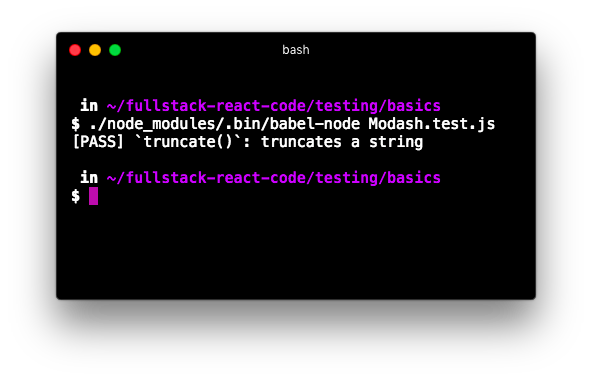 bash
in ~/fullstack-react-code/testing/basics
$ ./node_modules/.bin/babel-node Modash.test.js
[PASS] `truncate()`: truncates a string
in ~/fullstack-react-code/testing/basics
$